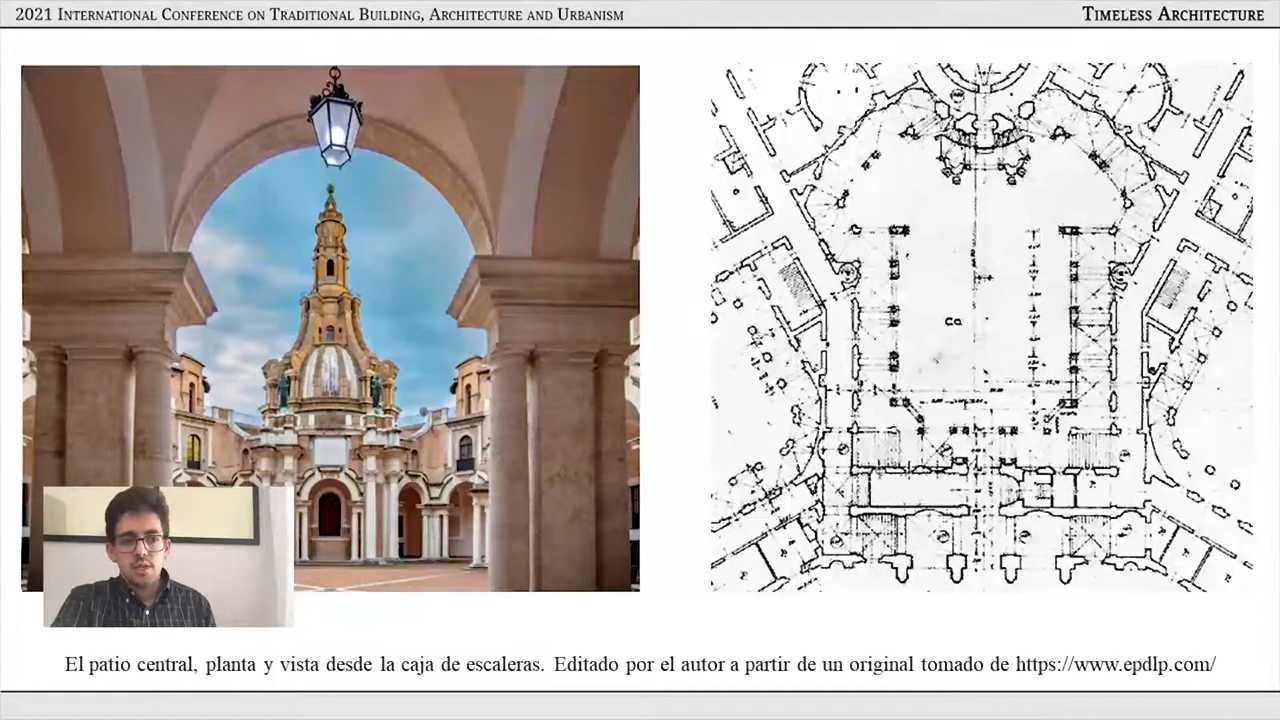 2021 International Conference on Traditional Building, Architecture and Urbanism
Timeless Architecture
Ca
El patio central, planta y vista desde la caja de escaleras. Editado por el autor a partir de un original tomado de https://www.epdlp.com/